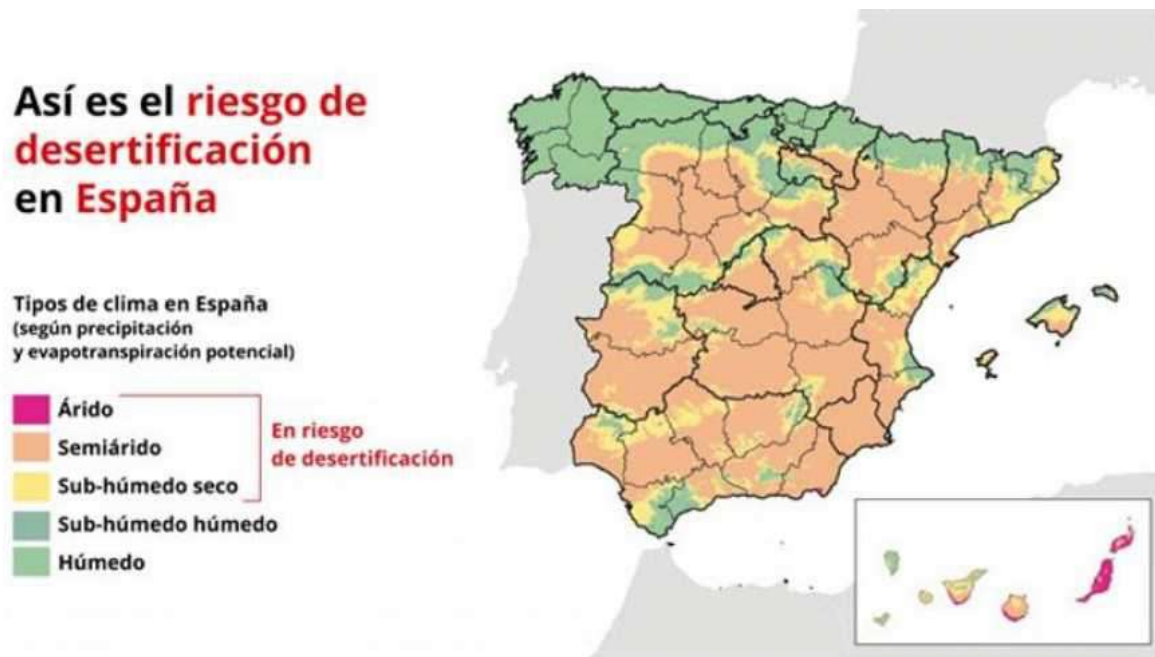 Así es el riesgo de
desertificación
en España
Tipos de clima en España
(según precipitación
y evapotranspiración potencial)
Árido
Semiárido
Sub-húmedo seco
Sub-húmedo húmedo
Húmedo
En riesgo
de desertificación